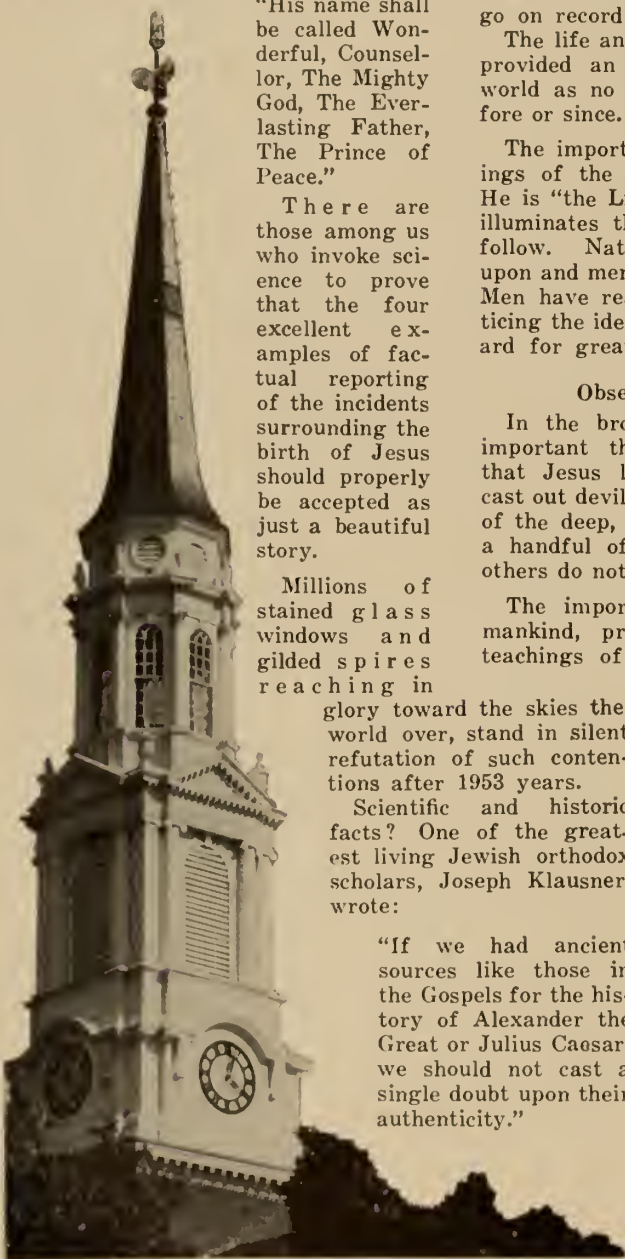 "His name shall
be called Won-
derful, Counsel-
lor, The Mighty
God, The Ever-
lasting Father,
The Prince of
Peace."
There are
those among us
who invoke sci-
ence to prove
that the four
excellent ex-
amples of fac-
tual reporting
of the incidents
surrounding the
birth of Jesus
should properly
be accepted as
just a beautiful
story.
Millions of
stained glass
windows and
gilded spires
reaching in
glory toward the skies the
world over, stand in silent
refutation of such conten-
tions after 1953 years.
Scientific and historic
facts? One of the great-
est living Jewish orthodox
scholars, Joseph Klausner
wrote:
"If we had ancient
sources like those in
the Gospels for the his-
tory of Alexander the
Great or Julius Caesar
we should not cast a
single doubt upon their
authenticity."
go on record
The life an
provided an
world as no
fore or since.
The import
ings of the
He is "the L
illuminates t
follow. Nat
upon and mer
Men have re
ticing the ide
ard for grea
Obse
In the bro
important th
that Jesus l
cast out devil
of the deep,
a handful of
others do not
The impor
mankind, pr
teachings of